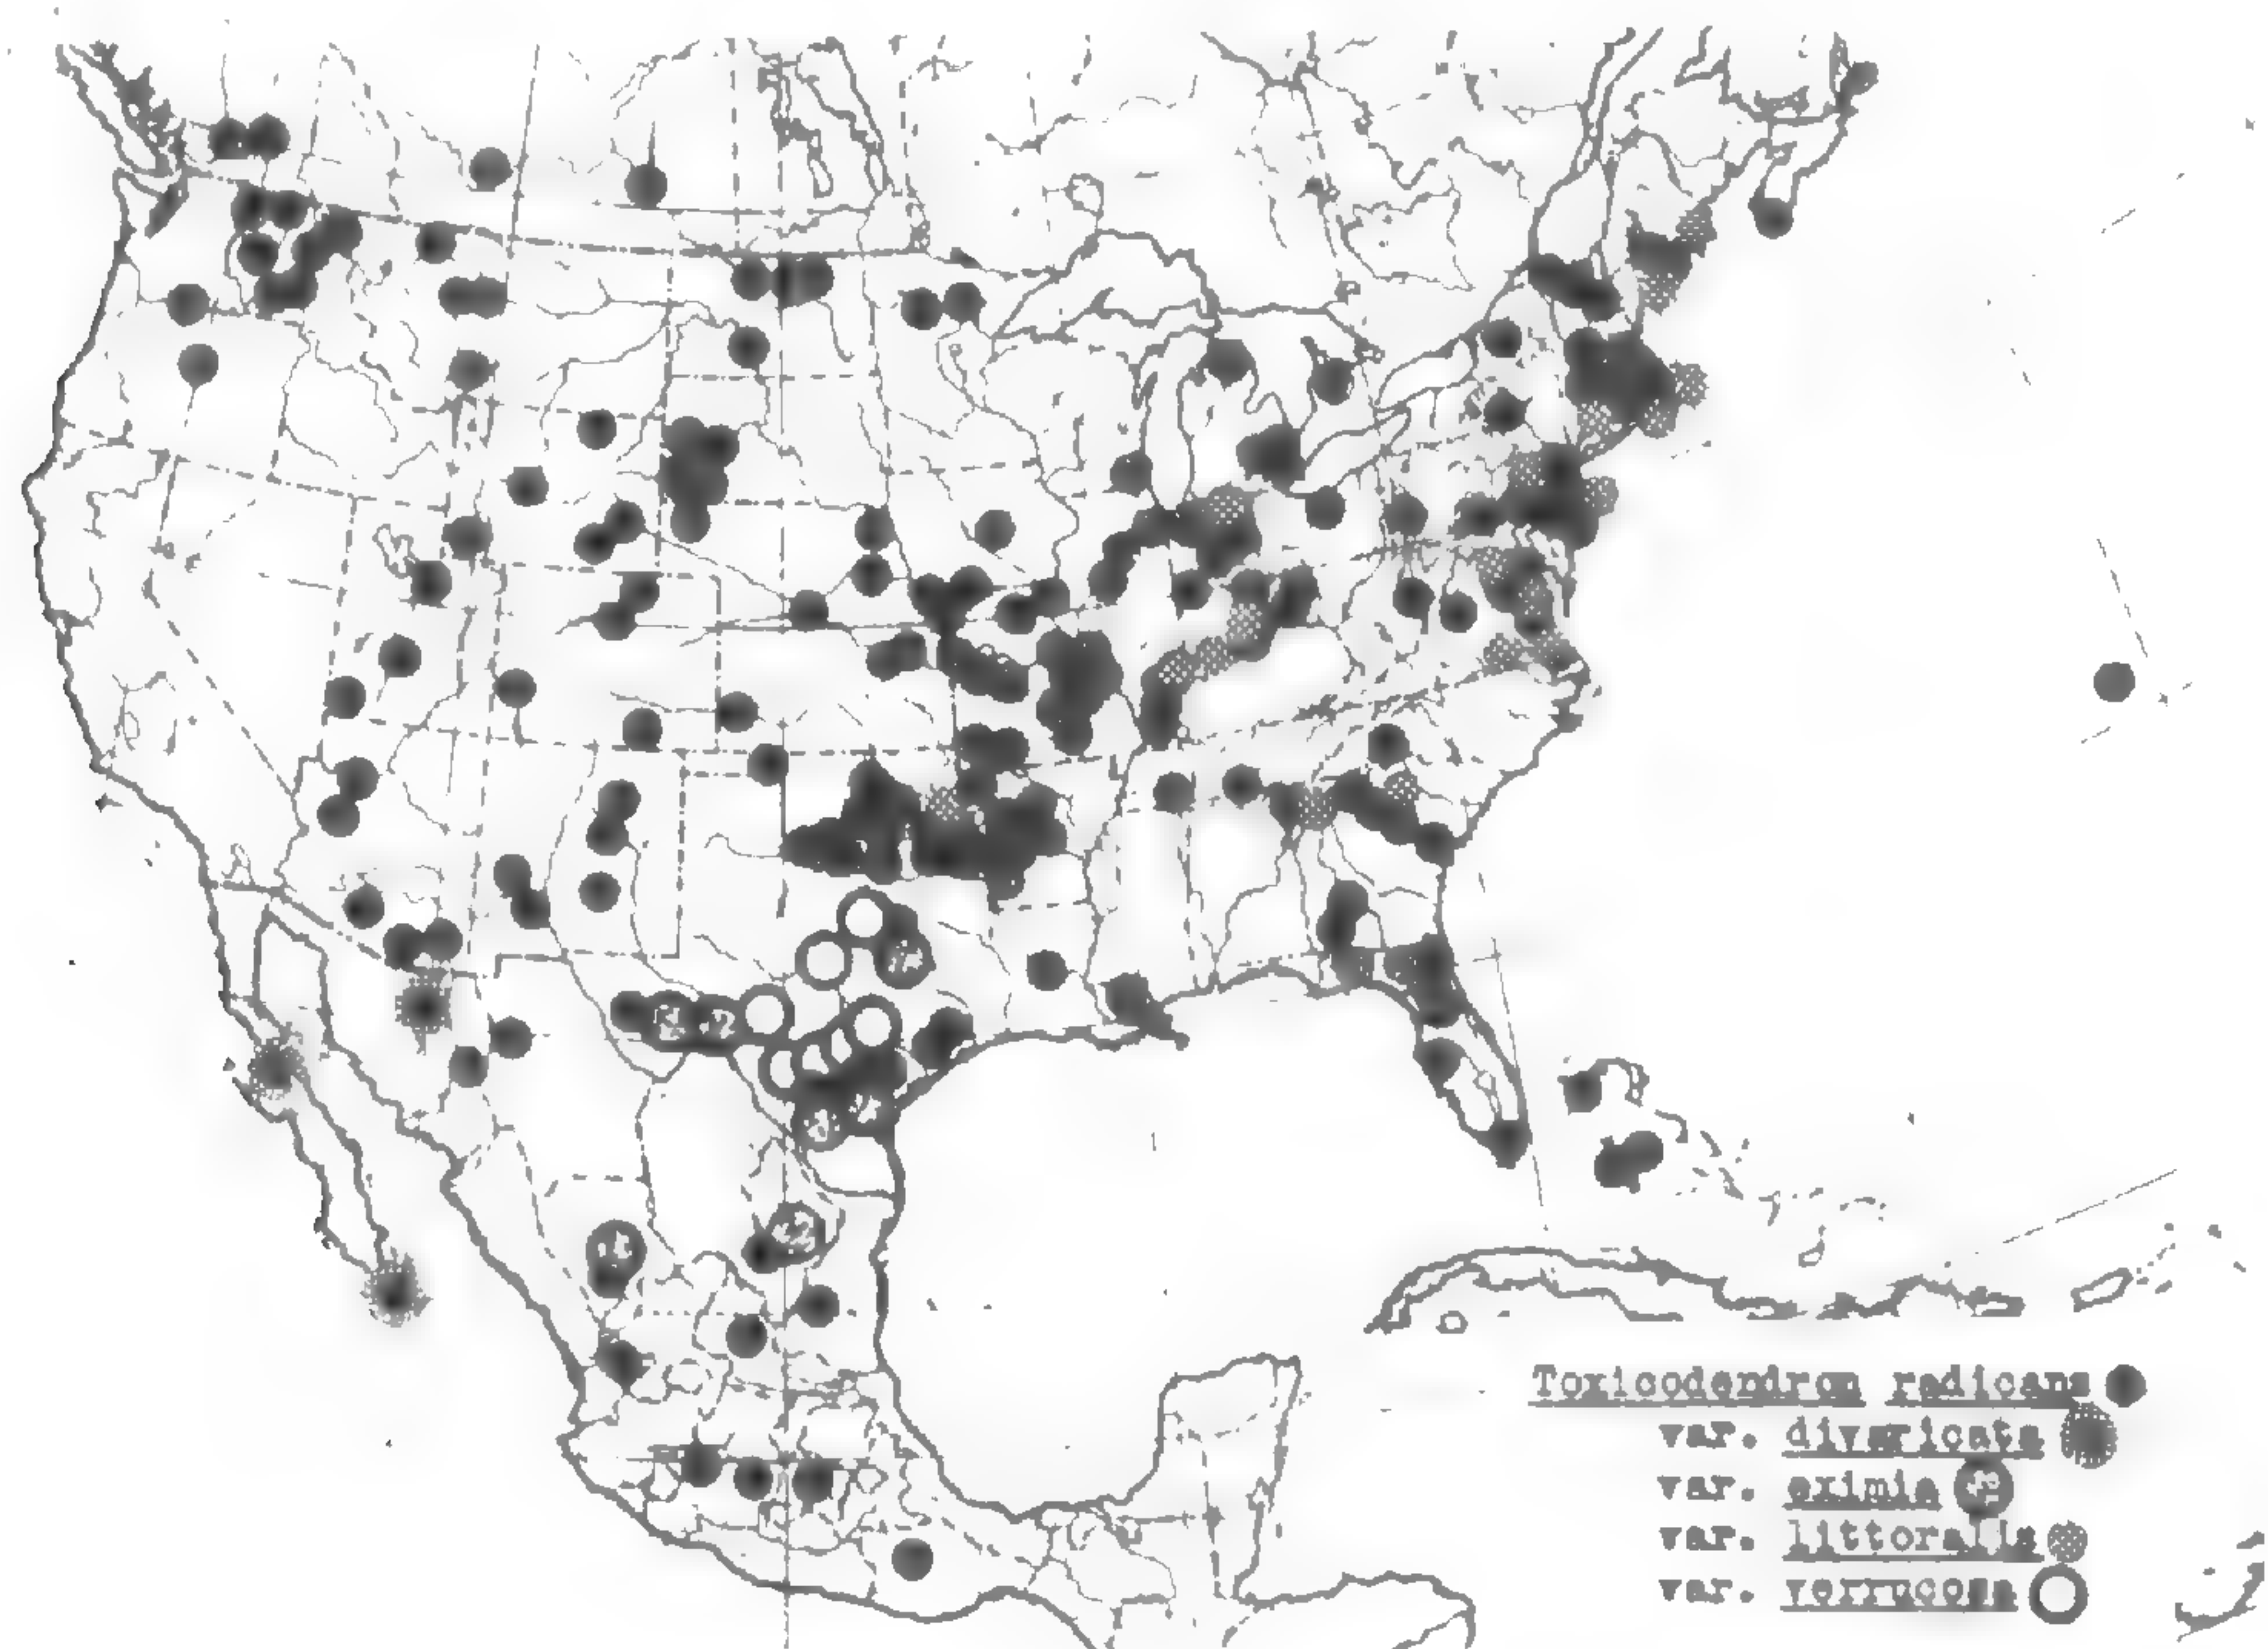 Toxicodendron radicans
var. divaricata
var. eximia
var. littoralis
var. verrucosa